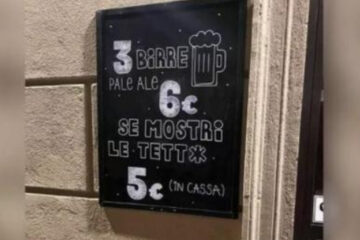 3 BIRRE
PALE ALE 6€
SE MOSTRI
LE TETT*
5€ (IN CASSA)